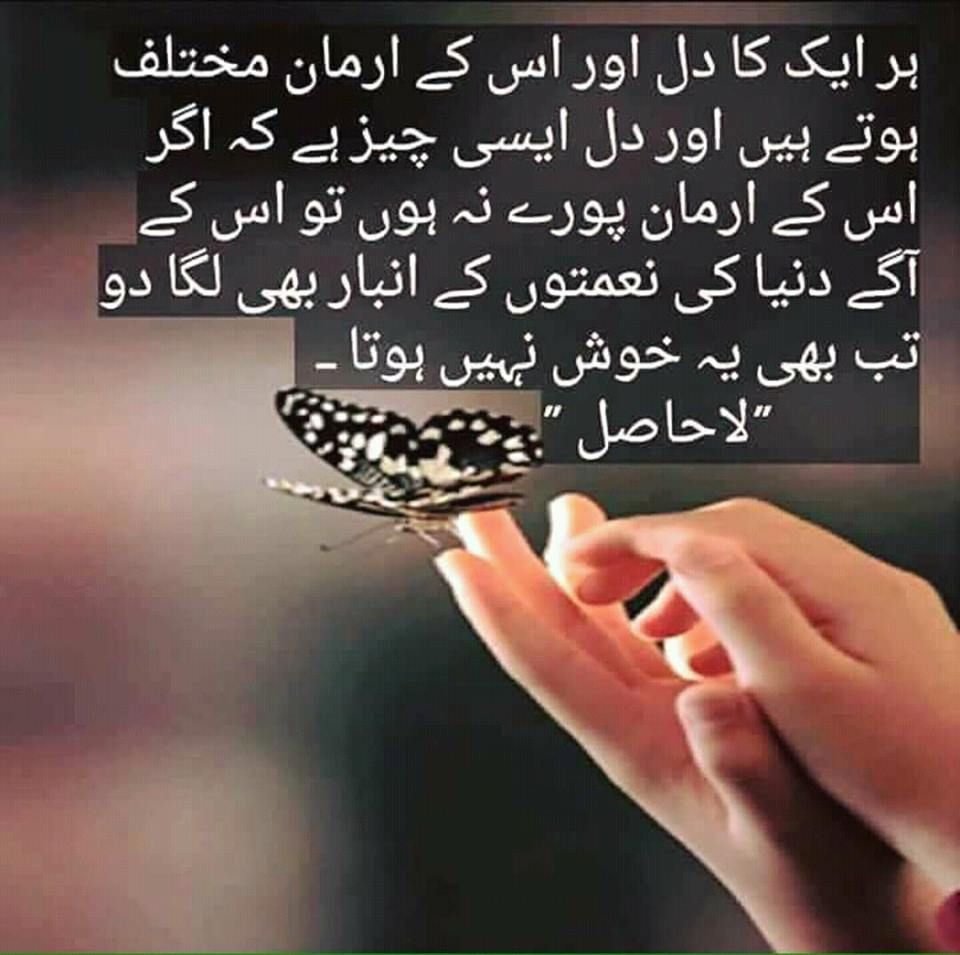 ہر ایک کا دل اور اس کے ارمان مختلف
ہوتے ہیں اور دل ایسی چیز ہے کہ اگر
اس کے ارمان پورے نہ ہوں تو اس کے
آگے دنیا کی نعمتوں کے انبار بھی لگا دو
تب بھی یہ خوش نہیں ہوتا ۔
”لاحاصل ”